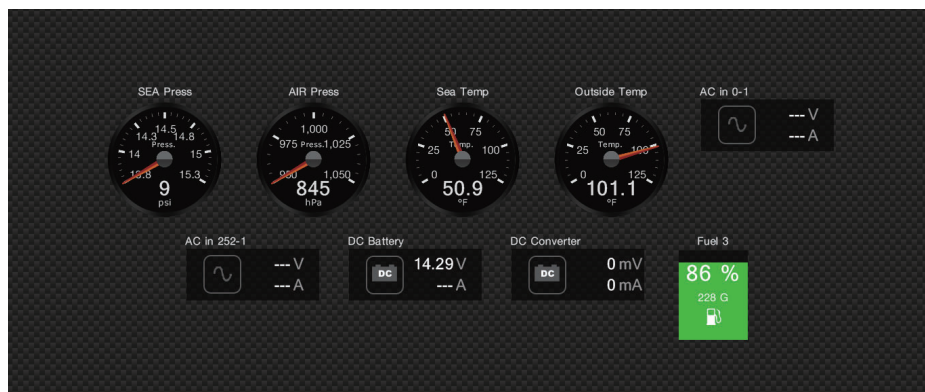 SEA Press
14.5
14.3 14.8
Press.
14 15
13.8 15.3
9
psi
AIR Press
1,000
975 Press. 1,025
950 1,050
845
hPa
Sea Temp
50 75
Temp.
25 100
0 125
50.9
°F
Outside Temp
50 75
Temp.
25 100
0 125
101.1
°F
AC in 0-1
--- V
--- A
AC in 252-1
--- V
--- A
DC Battery
DC
14.29 V
--- A
DC Converter
DC
0 mV
0 mA
Fuel 3
86 %
228 G